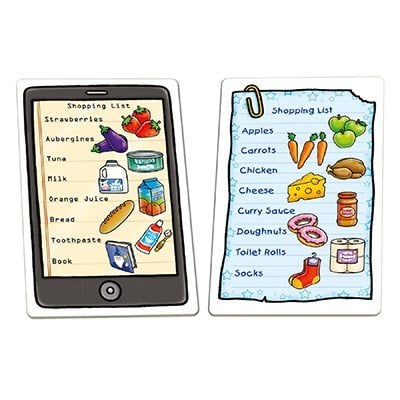 Shopping List
Strawberries
Aubergines
Tuna
Milk
Orange Juice
Bread
Toothpaste
Book
Shopping List
Apples
Carrots
Chicken
Cheese
Curry Sauce
Doughnuts
Toilet Rolls
Socks